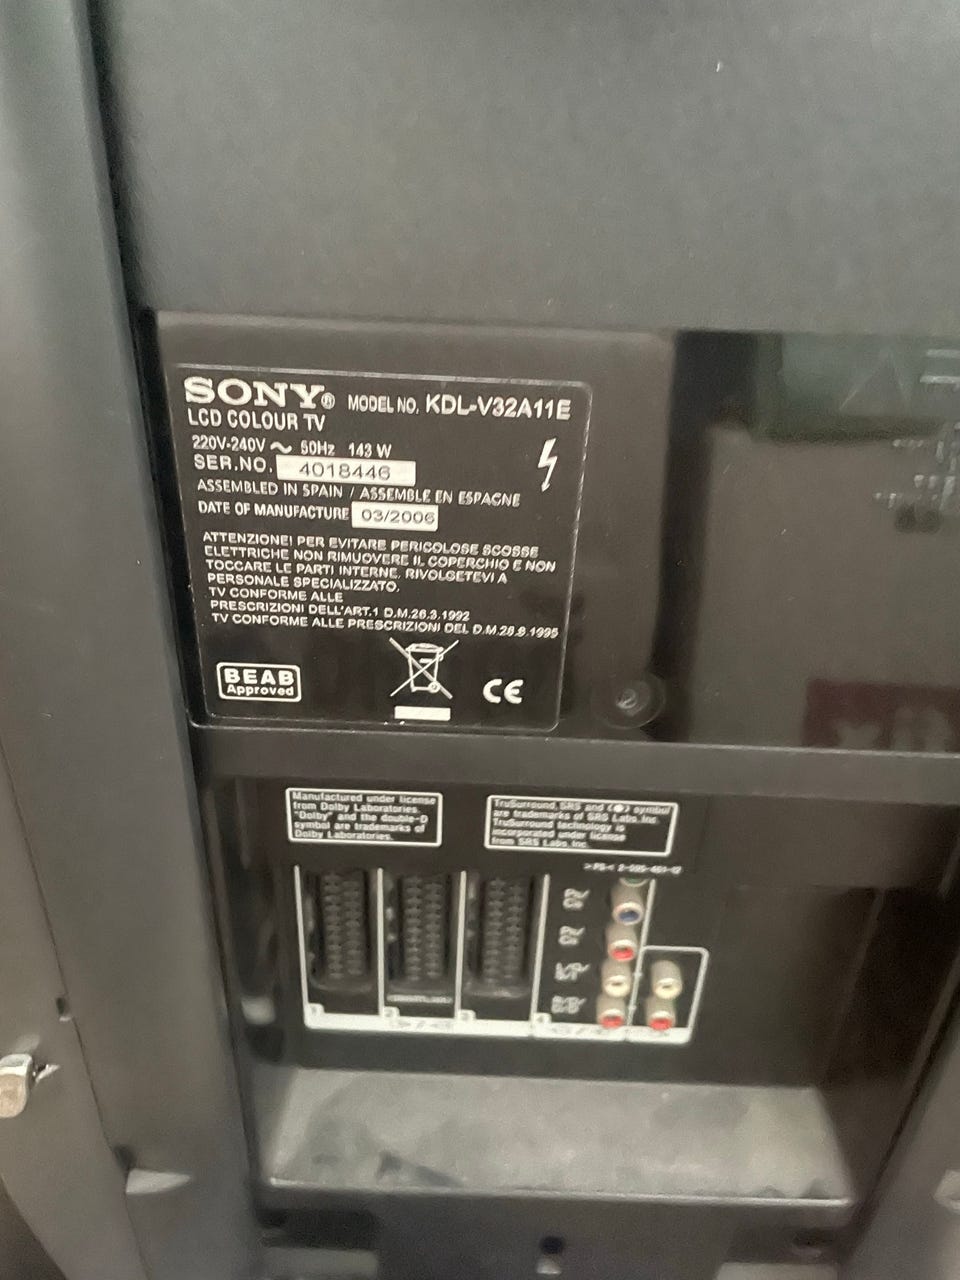 SONY® MODEL NO. KDL-V32A11E
LCD COLOUR TV
220V-240V ~ 50Hz 143 W
SER.NO. 4018446
ASSEMBLED IN SPAIN / ASSEMBLE EN ESPAGNE
DATE OF MANUFACTURE 03/2006
ATTENZIONE! PER EVITARE PERICOLOSE SCOSSE
ELETTRICHE NON RIMUOVERE IL COPERCHIO E NON
TOCCARE LE PARTI INTERNE. RIVOLGETEVI A
PERSONALE SPECIALIZZATO.
TV CONFORME ALLE
PRESCRIZIONI DELL'ART.1 D.M.26.3.1992
TV CONFORME ALLE PRESCRIZIONI DEL D.M.28.8.1995
BEAB
Approved
CE
Manufactured under license
from Dolby Laboratories.
"Dolby" and the double-D
symbol are trademarks of
Dolby Laboratories.
TruSurround, SRS and (●) symbol
are trademarks of SRS Labs, Inc.
TruSurround technology is
incorporated under license
from SRS Labs, Inc.
1 2 3 4